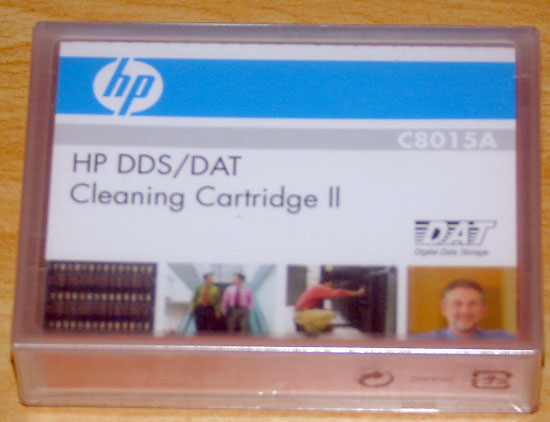 hp
C8015A
HP DDS/DAT
Cleaning Cartridge II
DAT
Digital Data Storage